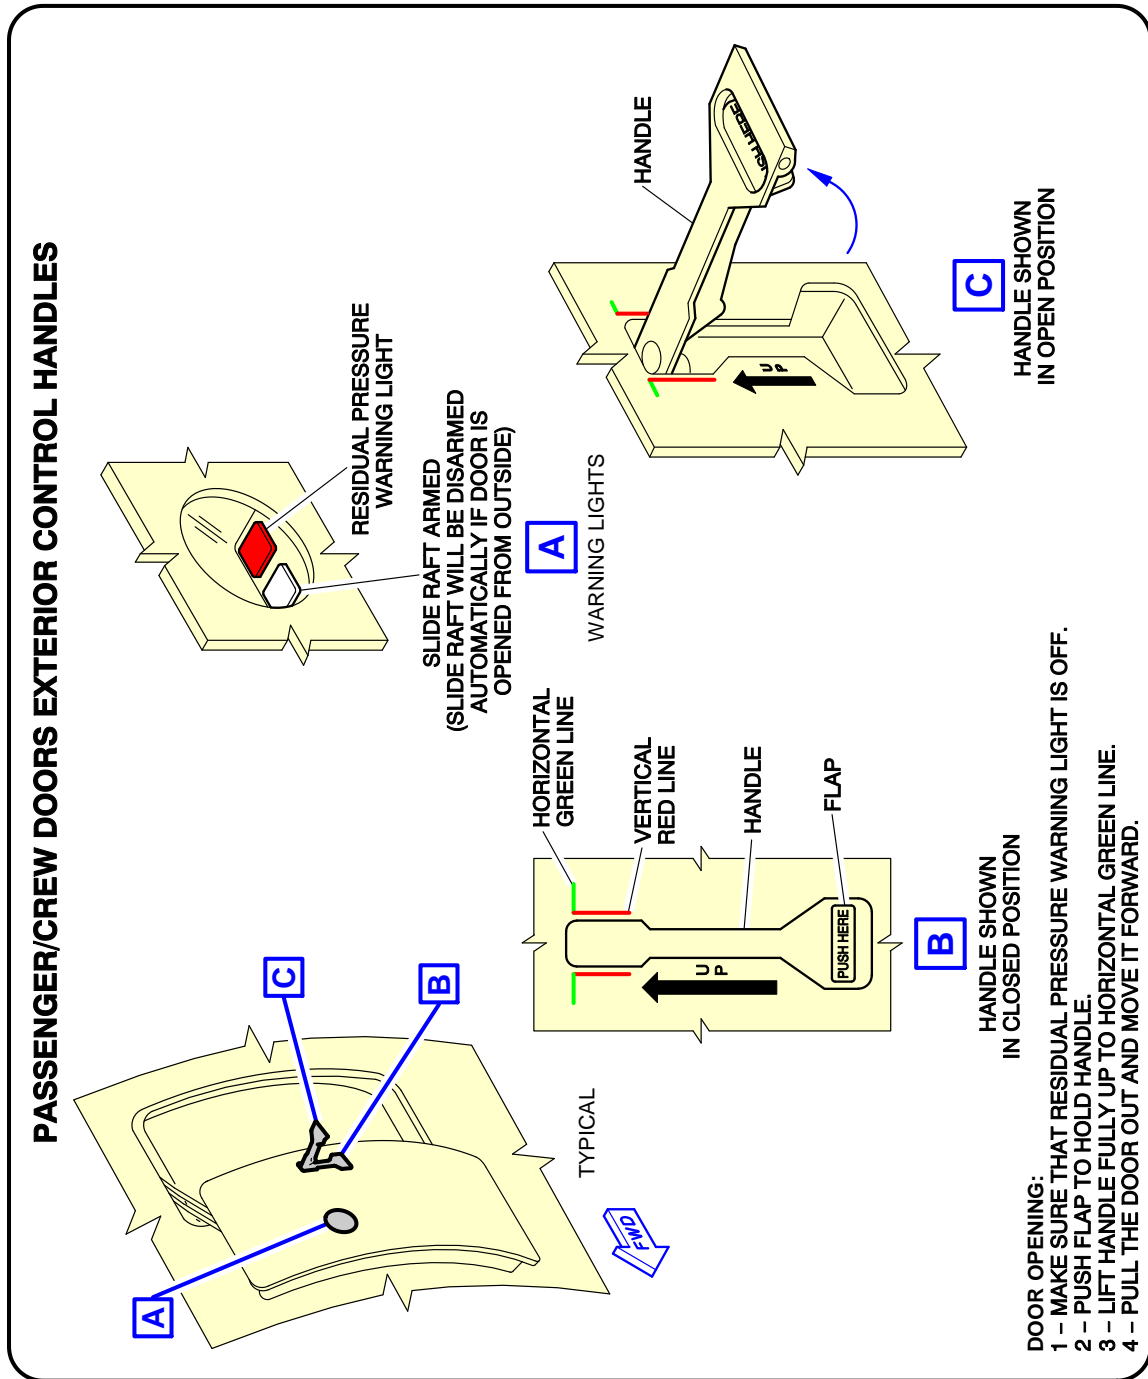 PASSENGER/CREW DOORS EXTERIOR CONTROL HANDLES
A
C
B
FWD
TYPICAL
RESIDUAL PRESSURE
WARNING LIGHT
SLIDE RAFT ARMED
(SLIDE RAFT WILL BE DISARMED
AUTOMATICALLY IF DOOR IS
OPENED FROM OUTSIDE)
A
WARNING LIGHTS
HORIZONTAL
GREEN LINE
VERTICAL
RED LINE
HANDLE
FLAP
UP
PUSH HERE
B
HANDLE SHOWN
IN CLOSED POSITION
HANDLE
UP
C
HANDLE SHOWN
IN OPEN POSITION
DOOR OPENING:
1 – MAKE SURE THAT RESIDUAL PRESSURE WARNING LIGHT IS OFF.
2 – PUSH FLAP TO HOLD HANDLE.
3 – LIFT HANDLE FULLY UP TO HORIZONTAL GREEN LINE.
4 – PULL THE DOOR OUT AND MOVE IT FORWARD.